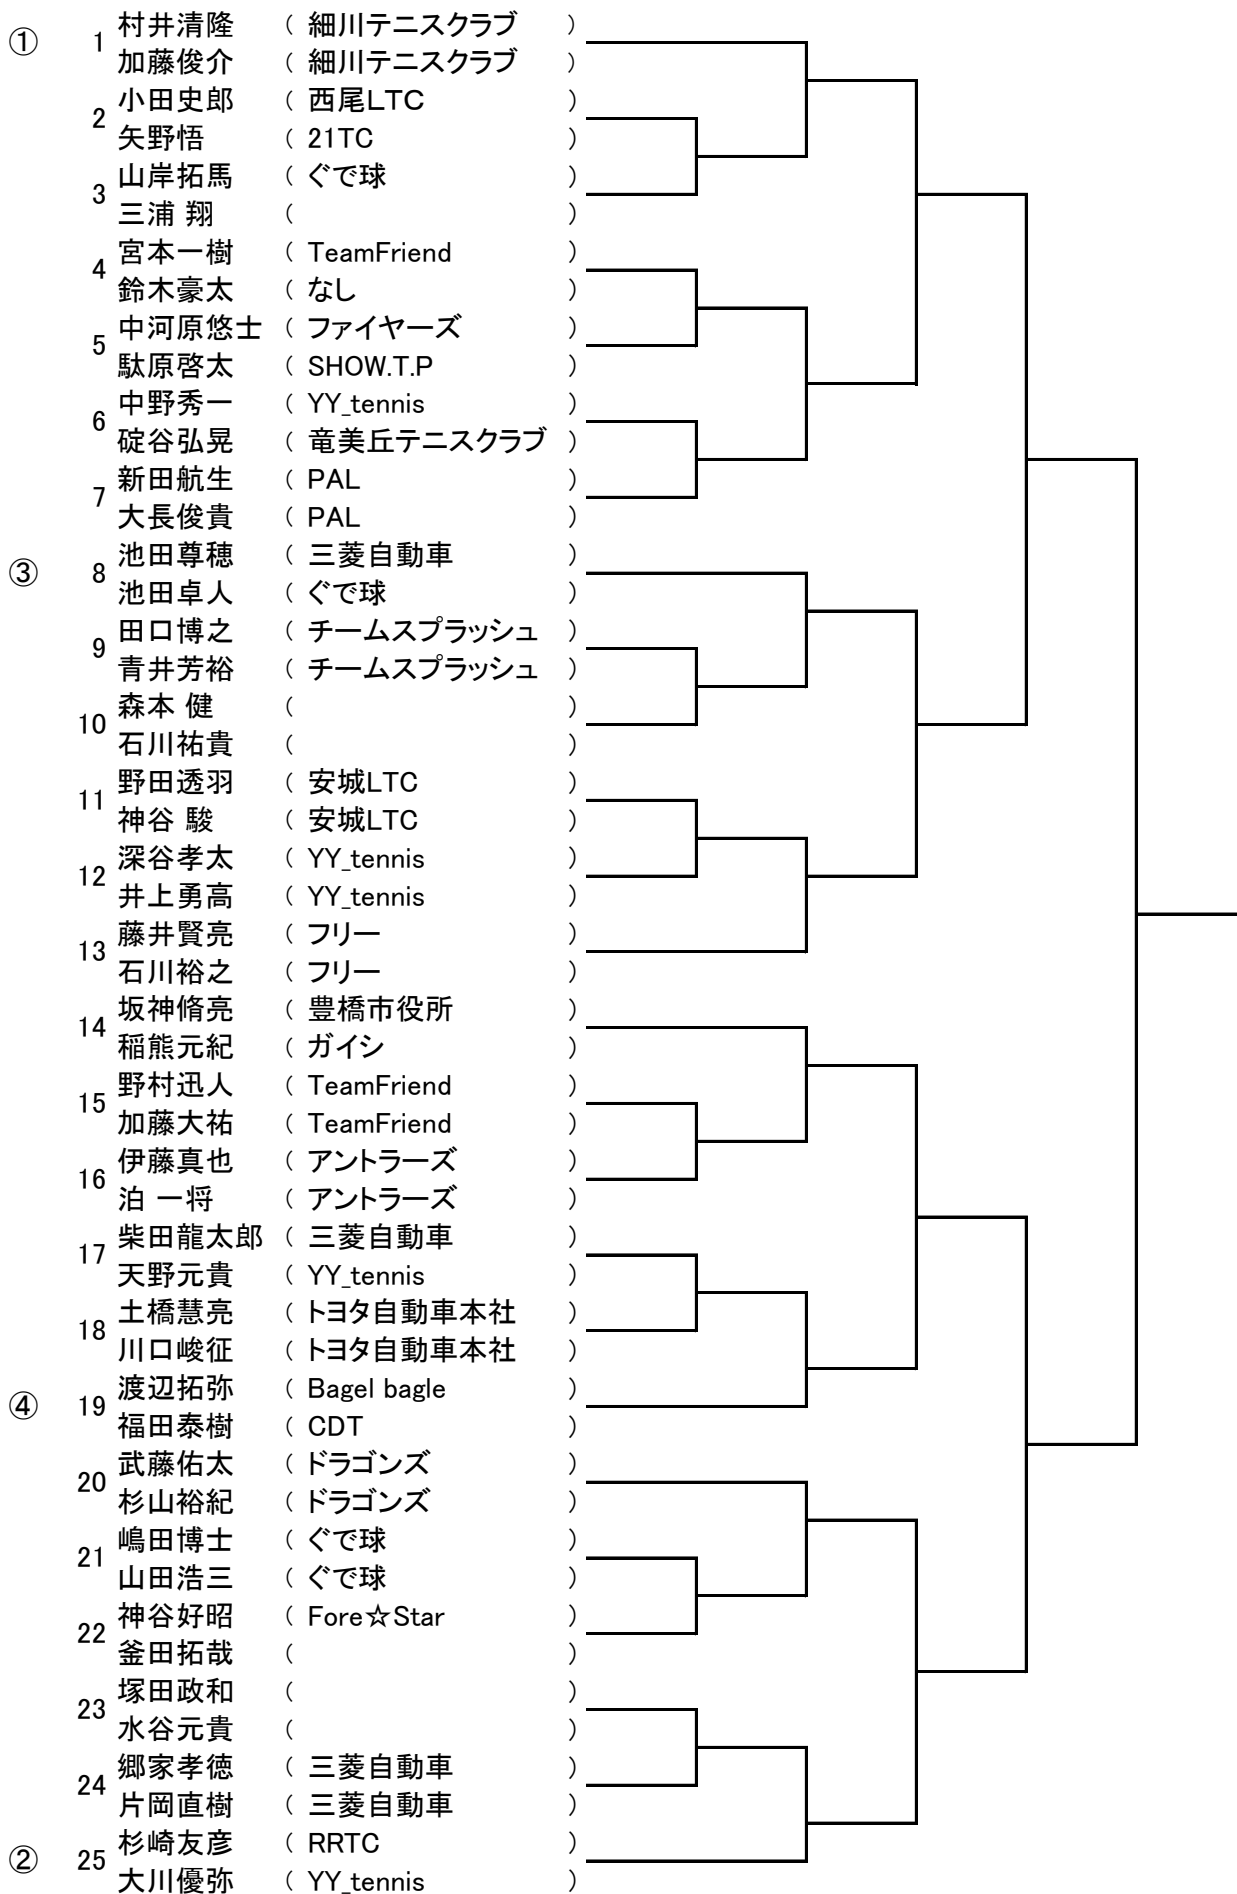 ① 1 村井清隆 ( 細川テニスクラブ )
加藤俊介 ( 細川テニスクラブ )
2 小田史郎 ( 西尾LTC )
矢野悟 ( 21TC )
3 山岸拓馬 ( ぐで球 )
三浦 翔 ( )
4 宮本一樹 ( TeamFriend )
鈴木豪太 ( なし )
5 中河原悠士 ( ファイヤーズ )
駄原啓太 ( SHOW.T.P )
6 中野秀一 ( YY_tennis )
碇谷弘晃 ( 竜美丘テニスクラブ )
7 新田航生 ( PAL )
大長俊貴 ( PAL )
③ 8 池田尊穂 ( 三菱自動車 )
池田卓人 ( ぐで球 )
9 田口博之 ( チームスプラッシュ )
青井芳裕 ( チームスプラッシュ )
10 森本 健 ( )
石川祐貴 ( )
11 野田透羽 ( 安城LTC )
神谷 駿 ( 安城LTC )
12 深谷孝太 ( YY_tennis )
井上勇高 ( YY_tennis )
13 藤井賢亮 ( フリー )
石川裕之 ( フリー )
14 坂神脩亮 ( 豊橋市役所 )
稲熊元紀 ( ガイシ )
15 野村迅人 ( TeamFriend )
加藤大祐 ( TeamFriend )
16 伊藤真也 ( アントラーズ )
泊 一将 ( アントラーズ )
17 柴田龍太郎 ( 三菱自動車 )
天野元貴 ( YY_tennis )
18 土橋慧亮 ( トヨタ自動車本社 )
川口峻征 ( トヨタ自動車本社 )
④ 19 渡辺拓弥 ( Bagel bagle )
福田泰樹 ( CDT )
20 武藤佑太 ( ドラゴンズ )
杉山裕紀 ( ドラゴンズ )
21 嶋田博士 ( ぐで球 )
山田浩三 ( ぐで球 )
22 神谷好昭 ( Fore☆Star )
釜田拓哉 ( )
23 塚田政和 ( )
水谷元貴 ( )
24 郷家孝徳 ( 三菱自動車 )
片岡直樹 ( 三菱自動車 )
② 25 杉崎友彦 ( RRTC )
大川優弥 ( YY_tennis )